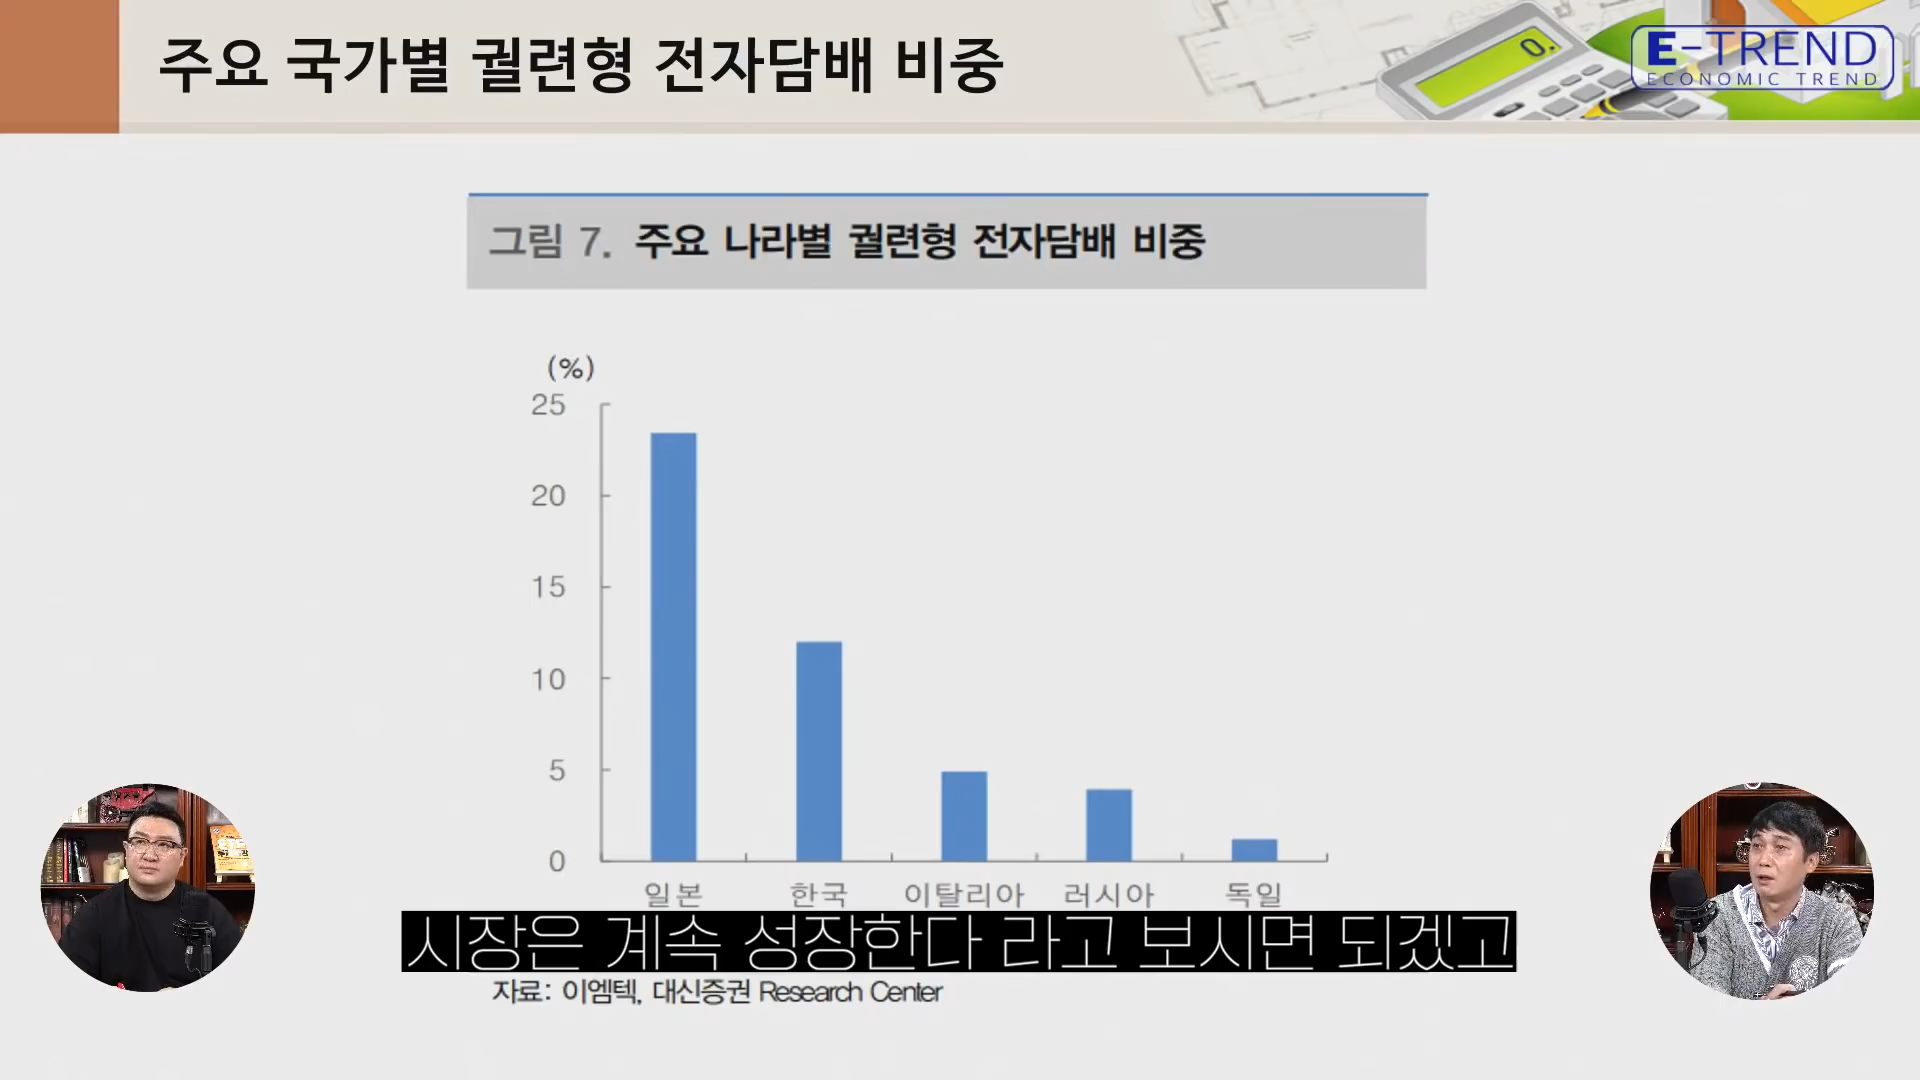 주요 국가별 궐련형 전자담배 비중
E-TREND
ECONOMIC TREND
그림 7. 주요 나라별 궐련형 전자담배 비중
(%)
25
20
15
10
5
0
일본 한국 이탈리아 러시아 독일
시장은 계속 성장한다 라고 보시면 되겠고
자료: 이엠텍, 대신증권 Research Center